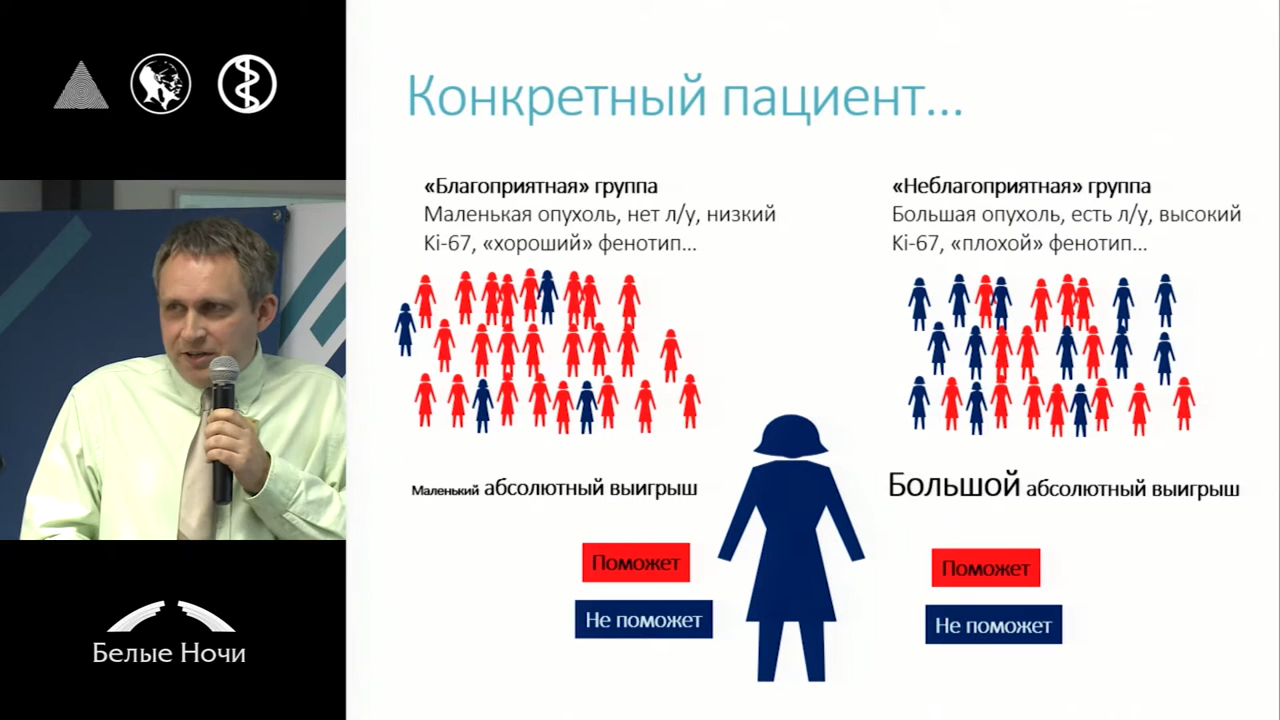 Конкретный пациент...
«Благоприятная» группа
Маленькая опухоль, нет л/у, низкий
Ki-67, «хороший» фенотип...
«Неблагоприятная» группа
Большая опухоль, есть л/у, высокий
Ki-67, «плохой» фенотип...
Маленький абсолютный выигрыш
Большой абсолютный выигрыш
Поможет
Не поможет
Поможет
Не поможет
Белые Ночи